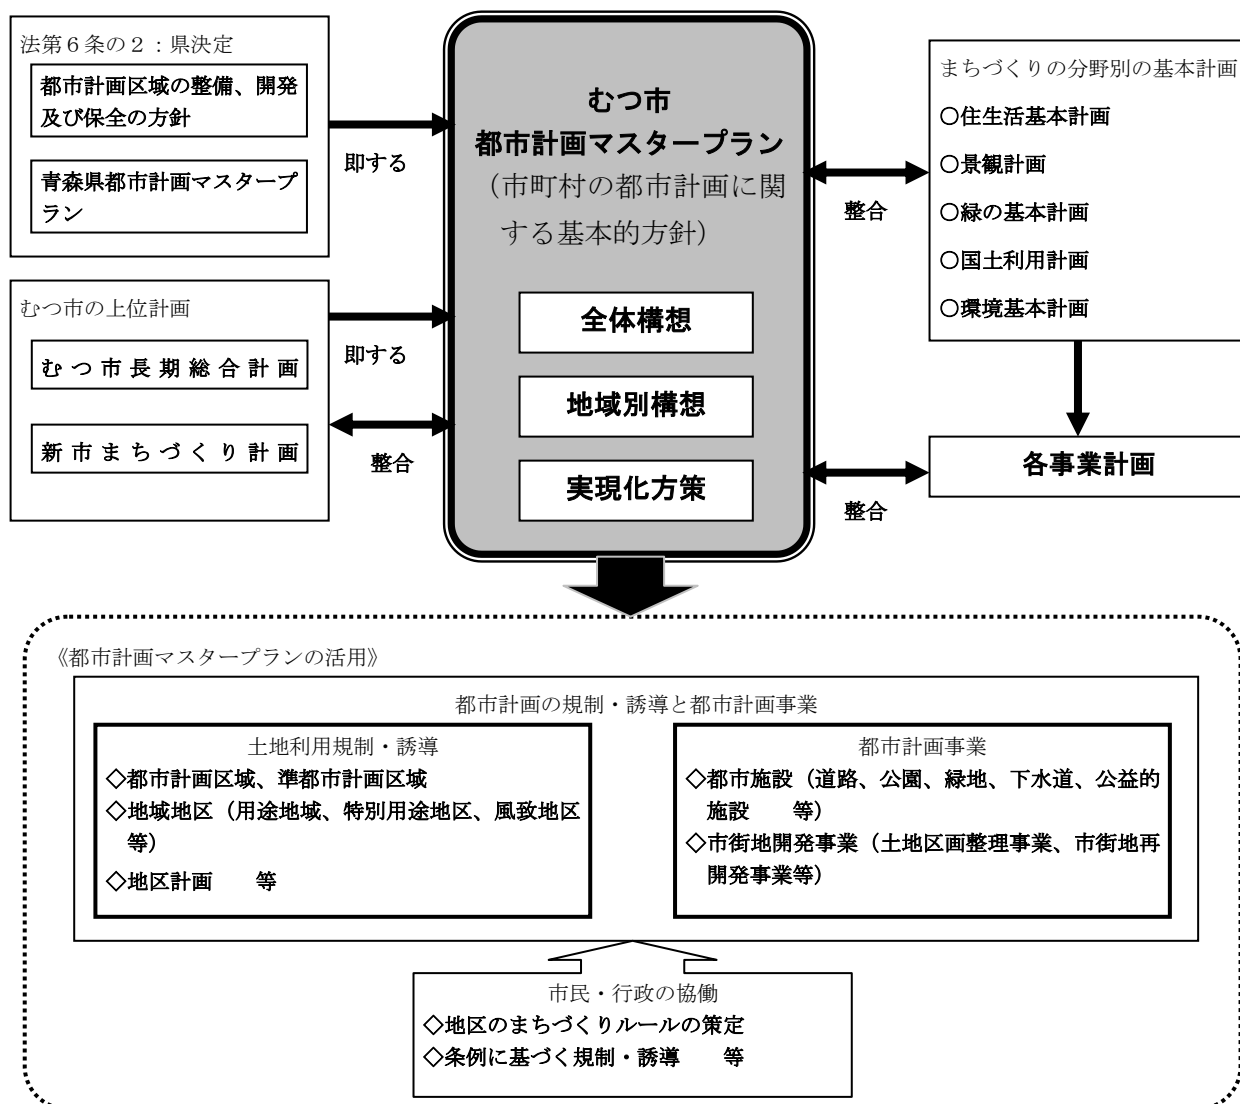 法第６条の２：県決定
都市計画区域の整備、開発
及び保全の方針
青森県都市計画マスタープ
ラン
即する
むつ市の上位計画
むつ市長期総合計画
新市まちづくり計画
即する
整合
むつ市
都市計画マスタープラン
（市町村の都市計画に関
する基本的方針）
全体構想
地域別構想
実現化方策
整合
整合
まちづくりの分野別の基本計画
○住生活基本計画
○景観計画
○緑の基本計画
○国土利用計画
○環境基本計画
各事業計画
《都市計画マスタープランの活用》
都市計画の規制・誘導と都市計画事業
土地利用規制・誘導
◇都市計画区域、準都市計画区域
◇地域地区（用途地域、特別用途地区、風致地区
等）
◇地区計画　　等
都市計画事業
◇都市施設（道路、公園、緑地、下水道、公益的
施設　　等）
◇市街地開発事業（土地区画整理事業、市街地再
開発事業等）
市民・行政の協働
◇地区のまちづくりルールの策定
◇条例に基づく規制・誘導　　等